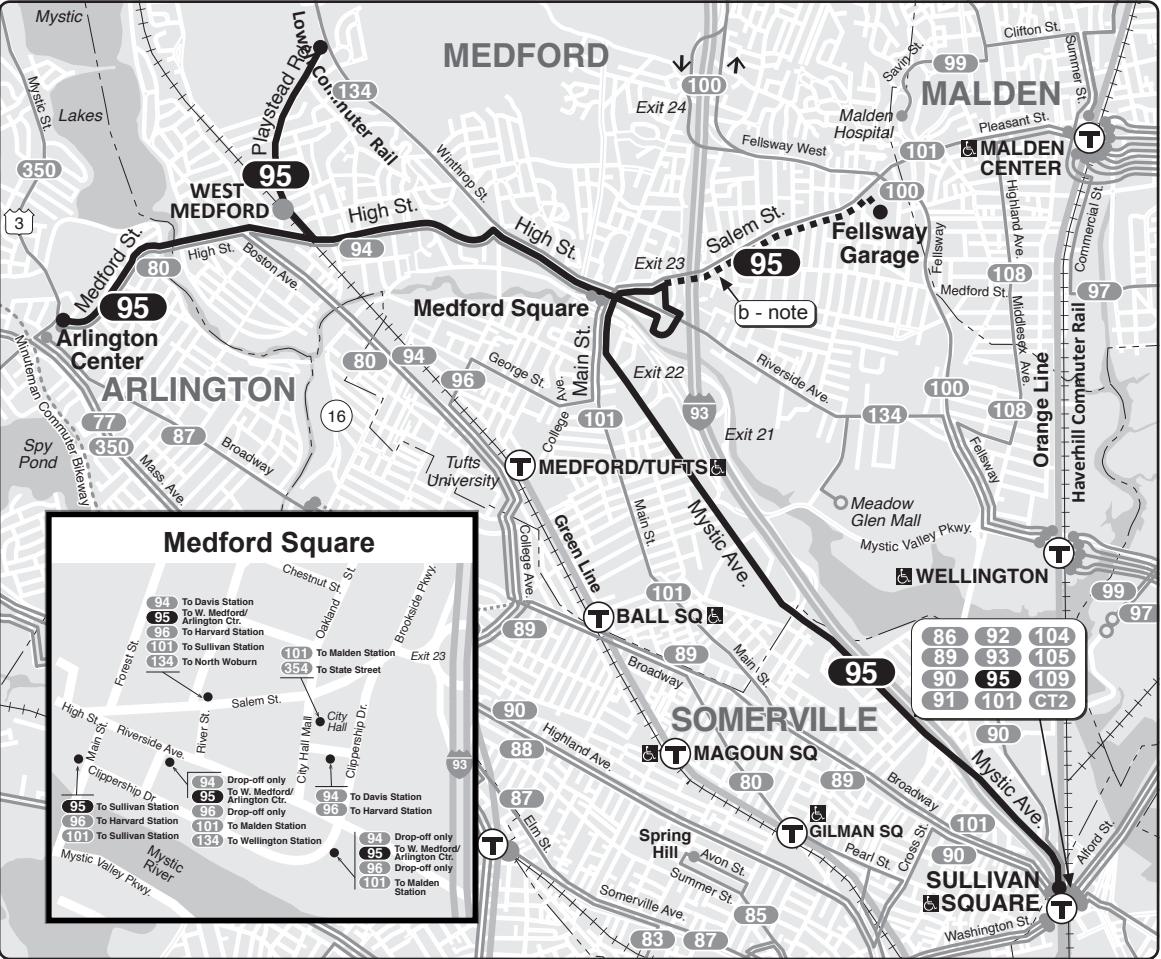 Mystic
Lowell Commuter Rail
MEDFORD
Clifton St.
Savin St.
99
Summer St.
134
100
Exit 24
MALDEN
Malden
Hospital
Pleasant St.
Playstead Rd.
Mystic St.
Lakes
Fellsway West
101
MALDEN
CENTER
T
350
3
95
WEST
MEDFORD
Winthrop St.
High St.
High St.
100
Highland Ave.
Commercial St.
Salem St.
Fellsway
Garage
Fellsway
Medford St.
High St.
Boston Ave.
94
80
Exit 23
95
108
Medford St.
97
95
Medford Square
b - note
Arlington
Center
Main St.
Middlesex Ave.
Orange Line
Haverhill Commuter Rail
80
94
96
George St.
Exit 22
Riverside Ave.
ARLINGTON
Minuteman Commuter Bikeway
16
College Ave.
101
93
100
108
134
77
350
87
Broadway
Exit 21
Fellsway
Spy
Pond
Mass. Ave.
Tufts
University
T
MEDFORD/TUFTS
Meadow
Glen Mall
Main St.
Mystic Ave.
Mystic Valley Pkwy.
T
WELLINGTON
Green Line
College Ave.
101
99
97
T
BALL SQ
89
89
Broadway
Main St.
95
86 92 104
89 93 105
90 95 109
91 101 CT2
90
SOMERVILLE
90
88
Highland Ave.
T
MAGOUN SQ
80
89
Broadway
Mystic Ave.
87
Elm St.
T
T
GILMAN SQ
101
Alford St.
Spring
Hill
Avon St.
Summer St.
Pearl St.
Cross St.
90
SULLIVAN
SQUARE
T
Somerville Ave.
85
Washington St.
83
87
Medford Square
Chestnut St.
Oakland St.
Brookside Pkwy.
94 To Davis Station
95 To W. Medford/
Arlington Ctr.
96 To Harvard Station
101 To Sullivan Station
134 To North Woburn
101 To Malden Station
354 To State Street
Exit 23
Forest St.
Salem St.
High St.
Main St.
Riverside Ave.
River St.
City Hall Mall
City
Hall
Clippership Dr.
Clippership Dr.
93
95 To Sullivan Station
96 To Harvard Station
101 To Sullivan Station
94 Drop-off only
95 To W. Medford/
Arlington Ctr.
96 Drop-off only
101 To Malden Station
134 To Wellington Station
94 To Davis Station
96 To Harvard Station
94 Drop-off only
95 To W. Medford/
Arlington Ctr.
96 Drop-off only
101 To Malden
Station
Mystic Valley Pkwy.
Mystic
River